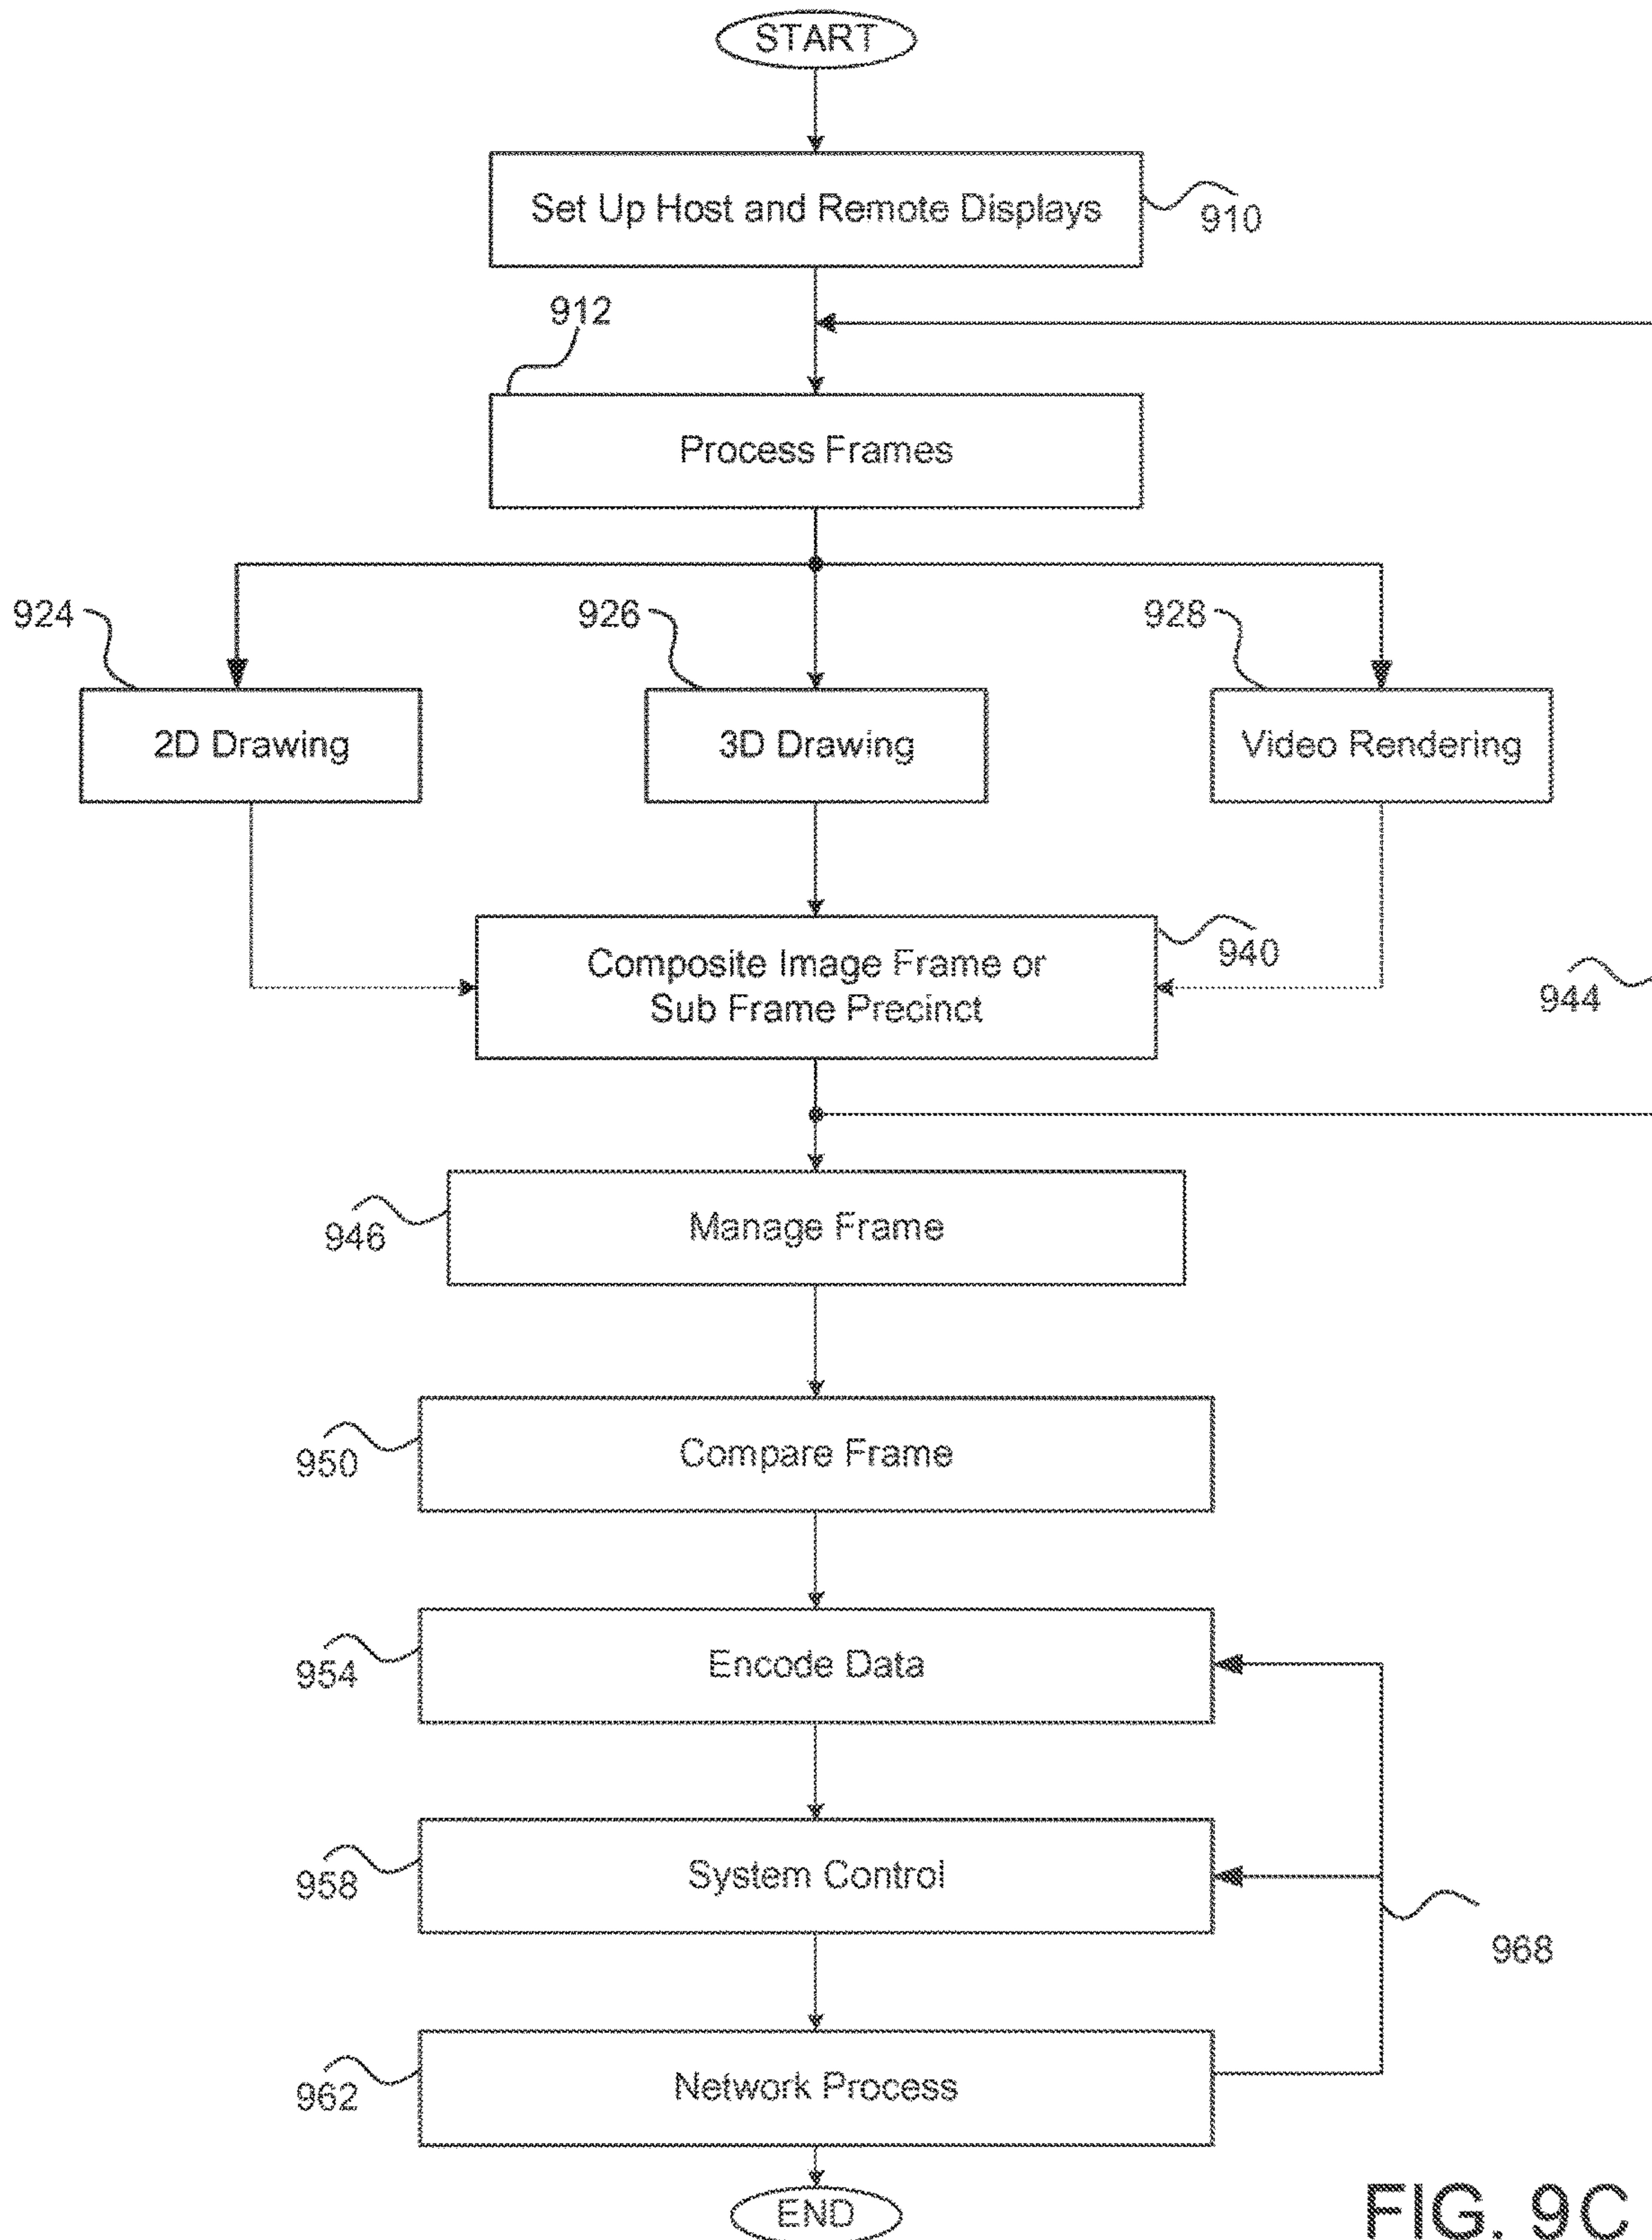 START
Set Up Host and Remote Displays
910
912
Process Frames
924
926
928
2D Drawing
3D Drawing
Video Rendering
Composite Image Frame or
Sub Frame Precinct
940
944
Manage Frame
946
Compare Frame
950
Encode Data
954
System Control
958
968
Network Process
962
END
FIG. 9C